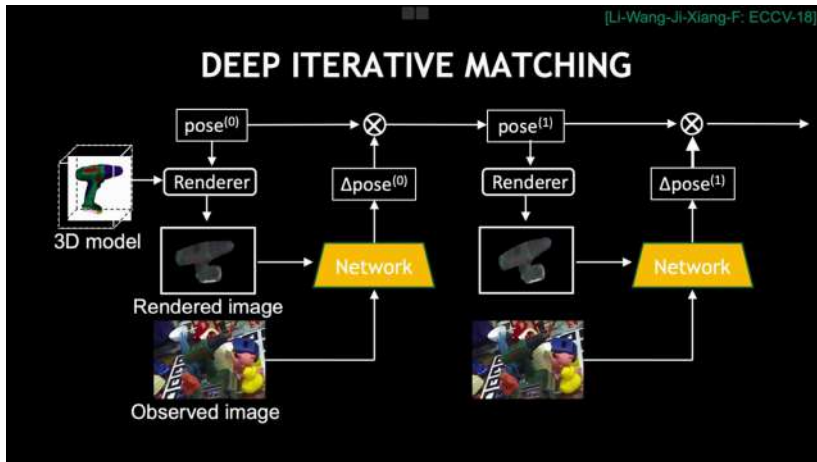 [Li-Wang-Ji-Xiang-F: ECCV-18]
DEEP ITERATIVE MATCHING
pose(0)
pose(1)
Renderer
Δpose(0)
Renderer
Δpose(1)
3D model
Network
Network
Rendered image
Observed image